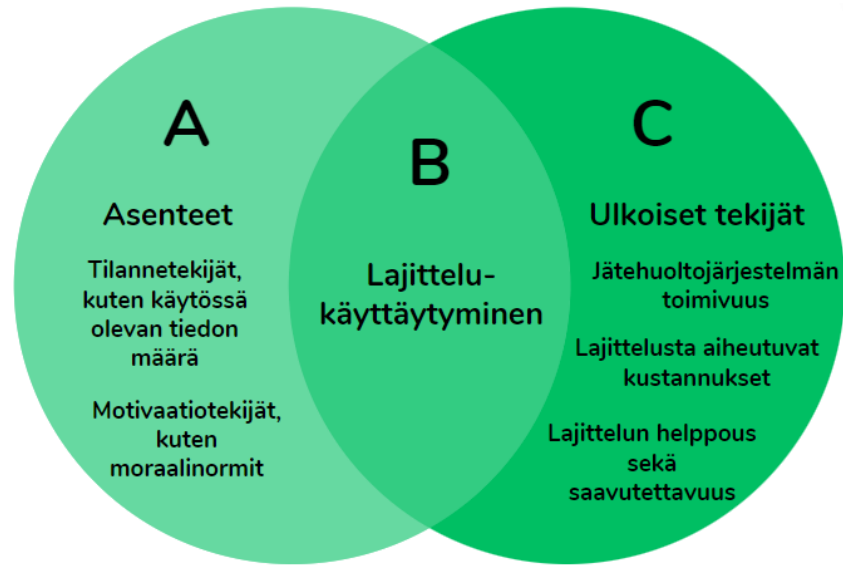 A
Asenteet
Tilannetekijät,
kuten käytössä
olevan tiedon
määrä
Motivaatiotekijät,
kuten
moraalinormit
B
Lajittelu-
käyttäytyminen
C
Ulkoiset tekijät
Jätehuoltojärjestelmän
toimivuus
Lajittelusta aiheutuvat
kustannukset
Lajittelun helppous
sekä
saavutettavuus